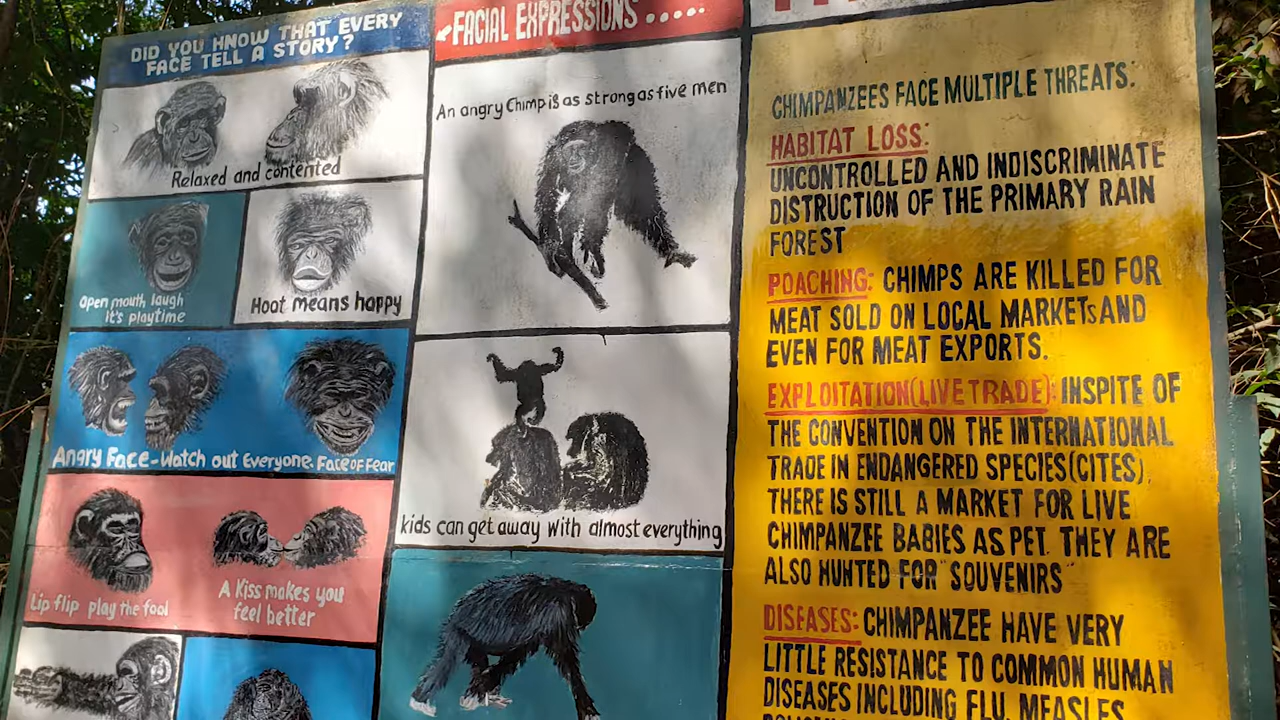 DID YOU KNOW THAT EVERY
FACE TELL A STORY?
Relaxed and contented
Open mouth laugh
It's playtime
Hoot means happy
Angry Face-Watch out Everyone. Face of Fear
Lip flip play the fool
A Kiss makes you
feel better
FACIAL EXPRESSIONS .....
An angry Chimp is as strong as five men
kids can get away with almost everything
CHIMPANZEES FACE MULTIPLE THREATS:
HABITAT LOSS:
UNCONTROLLED AND INDISCRIMINATE
DISTRUCTION OF THE PRIMARY RAIN
FOREST
POACHING: CHIMPS ARE KILLED FOR
MEAT SOLD ON LOCAL MARKETS AND
EVEN FOR MEAT EXPORTS.
EXPLOITATION(LIVE TRADE): INSPITE OF
THE CONVENTION ON THE INTERNATIONAL
TRADE IN ENDANGERED SPECIES(CITES),
THERE IS STILL A MARKET FOR LIVE
CHIMPANZEE BABIES AS PET. THEY ARE
ALSO HUNTED FOR "SOUVENIRS"
DISEASES: CHIMPANZEE HAVE VERY
LITTLE RESISTANCE TO COMMON HUMAN
DISEASES INCLUDING FLU, MEASLES,